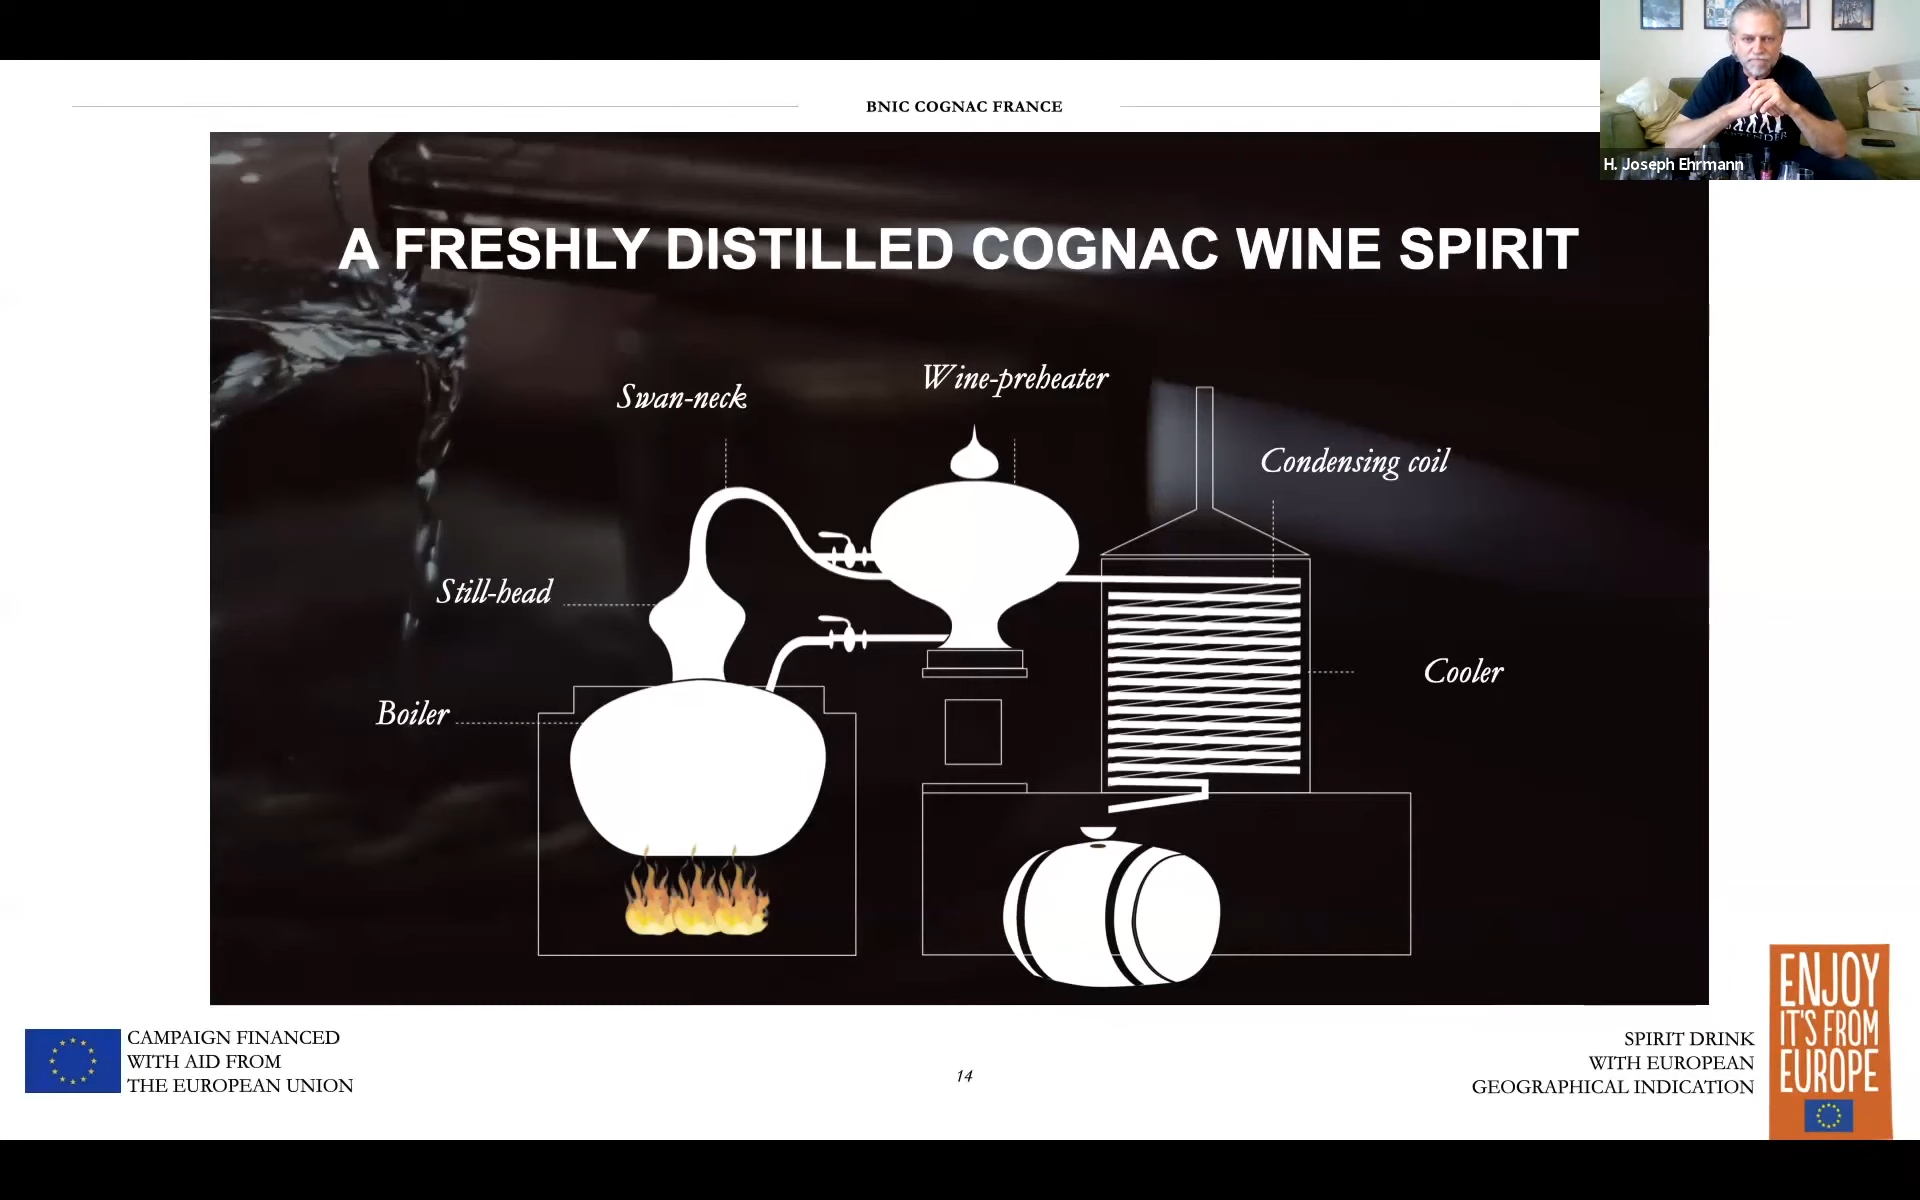 BNIC COGNAC FRANCE
H. Joseph Ehrmann
A FRESHLY DISTILLED COGNAC WINE SPIRIT
Swan-neck
Wine-preheater
Condensing coil
Still-head
Cooler
Boiler
CAMPAIGN FINANCED
WITH AID FROM
THE EUROPEAN UNION
14
SPIRIT DRINK
WITH EUROPEAN
GEOGRAPHICAL INDICATION
ENJOY
IT'S FROM
EUROPE